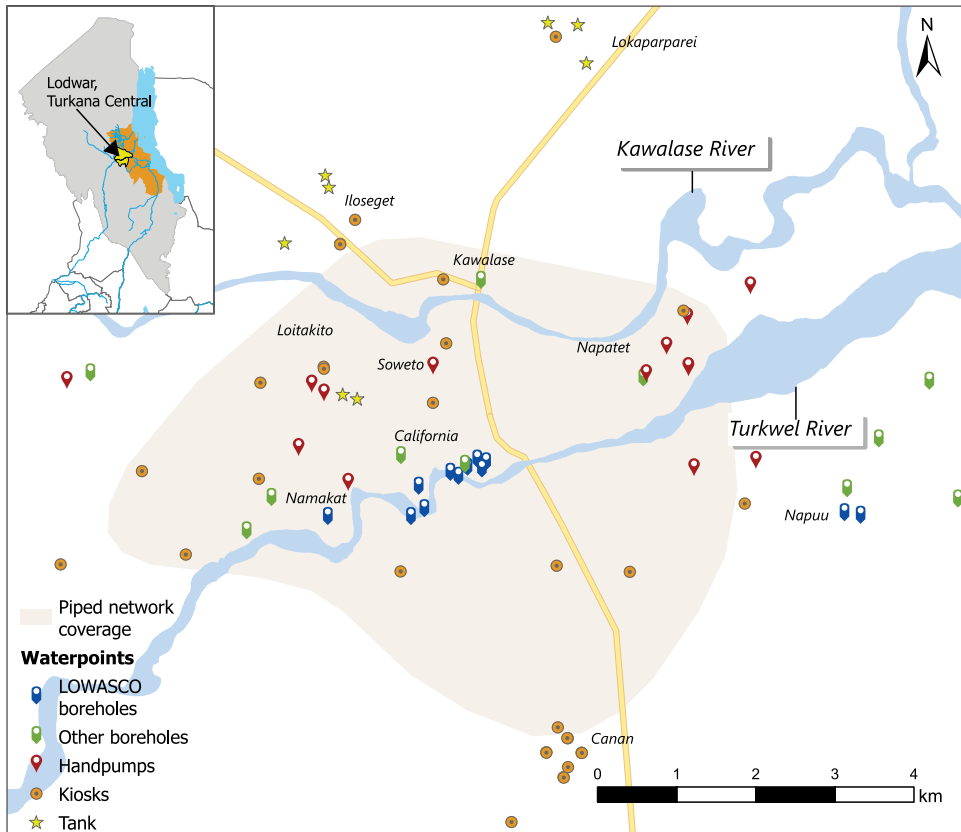 Lodwar,
Turkana Central
Lokaparparei
N
Kawalase River
Iloseget
Kawalase
Loitakito
Soweto
Napatet
Turkwel River
California
Namakat
Napuu
Piped network
coverage
Waterpoints
LOWASCO
boreholes
Other boreholes
Handpumps
Kiosks
Tank
Canan
0 1 2 3 4
km